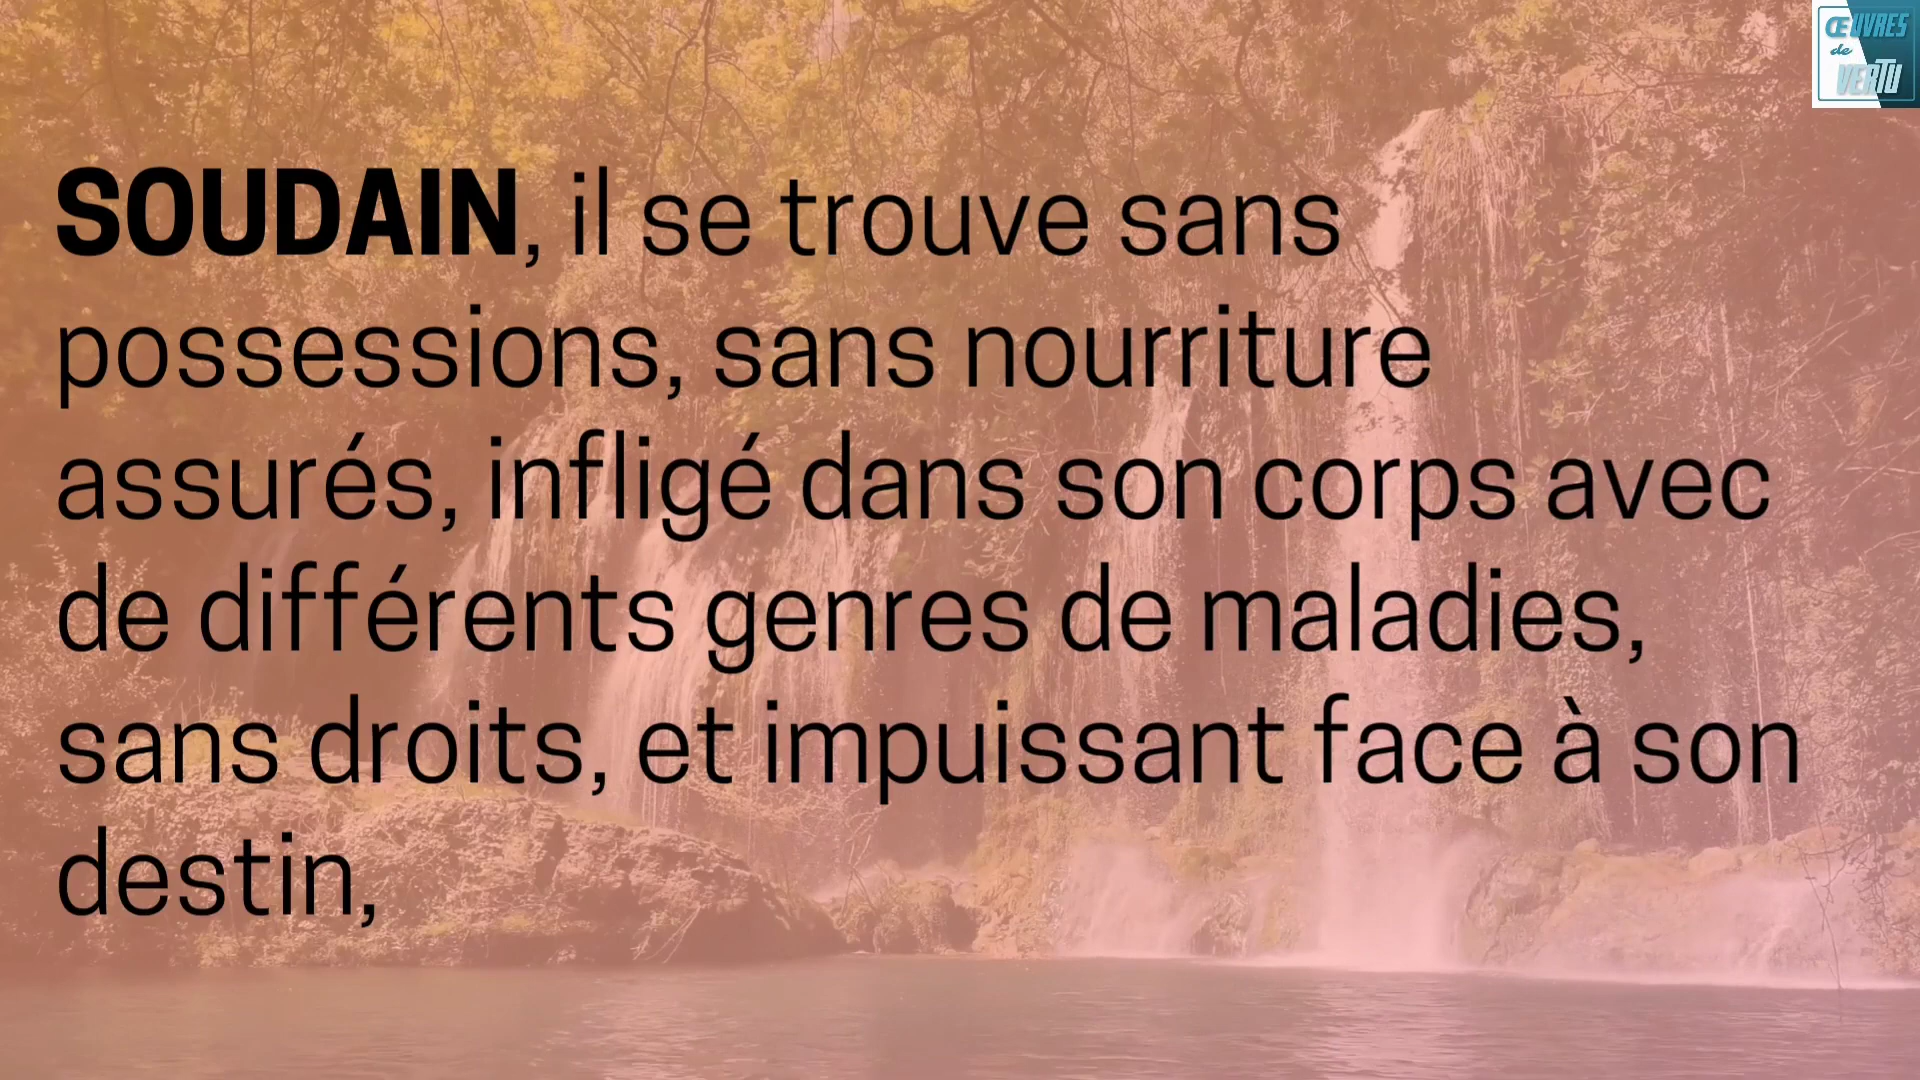 ŒUVRES
de
VERTU
SOUDAIN, il se trouve sans
possessions, sans nourriture
assurés, infligé dans son corps avec
de différents genres de maladies,
sans droits, et impuissant face à son
destin,